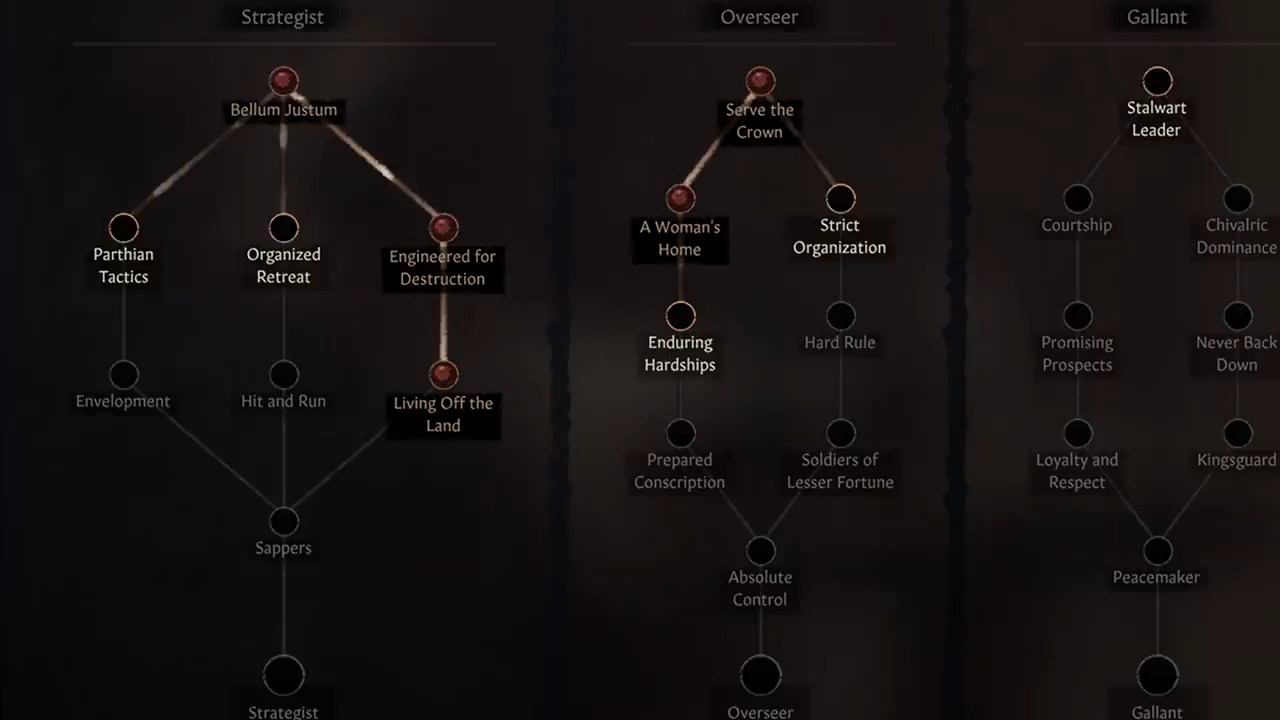 Strategist
Bellum Justum
Parthian
Tactics
Organized
Retreat
Engineered for
Destruction
Envelopment
Hit and Run
Living Off the
Land
Sappers
Strategist
Overseer
Serve the
Crown
A Woman's
Home
Strict
Organization
Enduring
Hardships
Hard Rule
Prepared
Conscription
Soldiers of
Lesser Fortune
Absolute
Control
Overseer
Gallant
Stalwart
Leader
Courtship
Chivalric
Dominance
Promising
Prospects
Never Back
Down
Loyalty and
Respect
Kingsguard
Peacemaker
Gallant